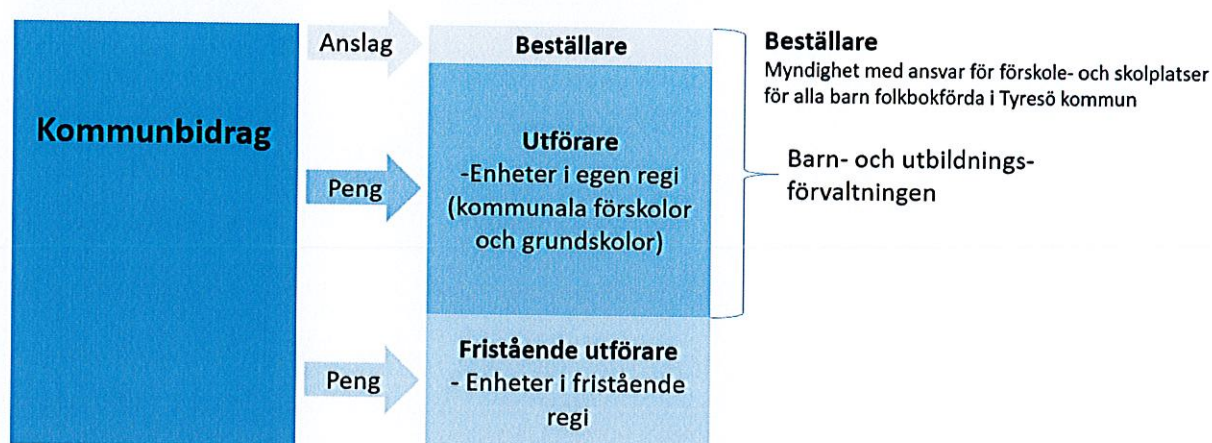 Kommunbidrag
Anslag
Peng
Peng
Beställare
Utförare
-Enheter i egen regi
(kommunala förskolor
och grundskolor)
Fristående utförare
- Enheter i fristående
regi
Beställare
Myndighet med ansvar för förskole- och skolplatser
för alla barn folkbokförda i Tyresö kommun
Barn- och utbildnings-
förvaltningen